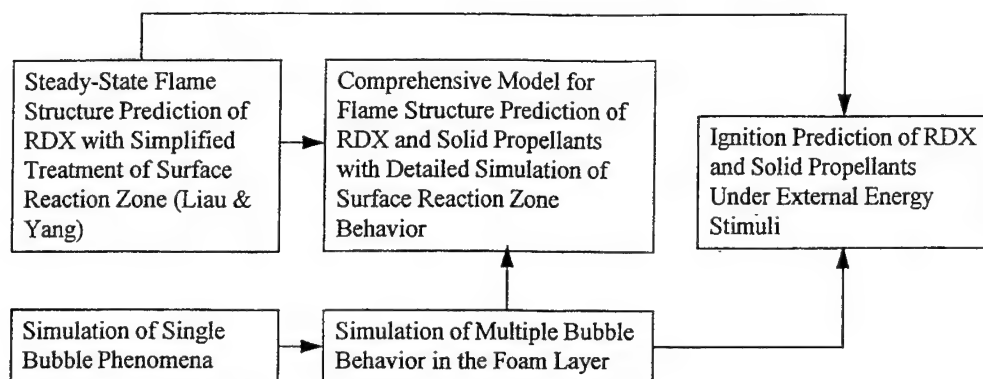 Steady-State Flame
Structure Prediction of
RDX with Simplified
Treatment of Surface
Reaction Zone (Liau &
Yang)
Comprehensive Model for
Flame Structure Prediction of
RDX and Solid Propellants
with Detailed Simulation of
Surface Reaction Zone
Behavior
Ignition Prediction of RDX
and Solid Propellants
Under External Energy
Stimuli
Simulation of Single
Bubble Phenomena
Simulation of Multiple Bubble
Behavior in the Foam Layer